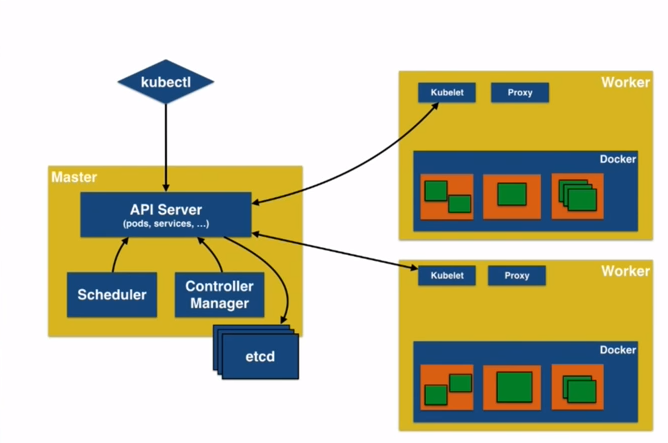 kubectl
Master
API Server
(pods, services, ...)
Scheduler
Controller
Manager
etcd
Worker
Kubelet
Proxy
Docker
Worker
Kubelet
Proxy
Docker